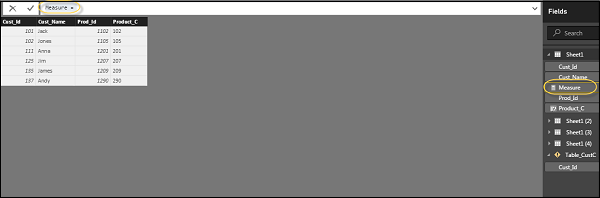 Measure =
Cust_Id Cust_Name Prod_Id Product_C
101 Jack 1102 102
102 Jones 1105 105
111 Anna 1201 201
125 Jim 1207 207
135 James 1209 209
137 Andy 1290 290
Fields
Search
Sheet1
Cust_Id
Cust_Name
Measure
Prod_Id
Product_C
Sheet1 (2)
Sheet1 (3)
Sheet1 (4)
Table_CustC
Cust_Id